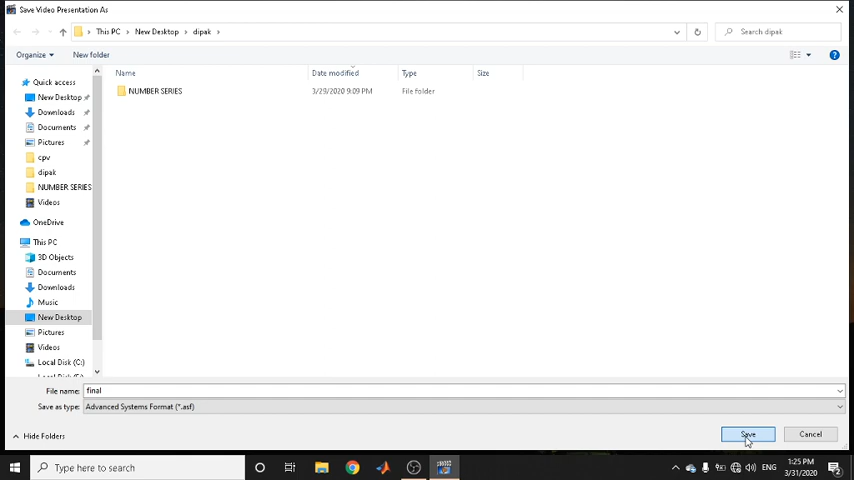 Save Video Presentation As
This PC > New Desktop > dipak >
Search dipak
Organize
New folder
Name
Date modified
Type
Size
NUMBER SERIES
3/29/2020 9:09 PM
File folder
Quick access
New Desktop
Downloads
Documents
Pictures
cpv
dipak
NUMBER SERIES
Videos
OneDrive
This PC
3D Objects
Documents
Downloads
Music
New Desktop
Pictures
Videos
Local Disk (C:)
File name: final
Save as type: Advanced Systems Format (*.asf)
Hide Folders
Save
Cancel
Type here to search
ENG
1:25 PM
3/31/2020
2